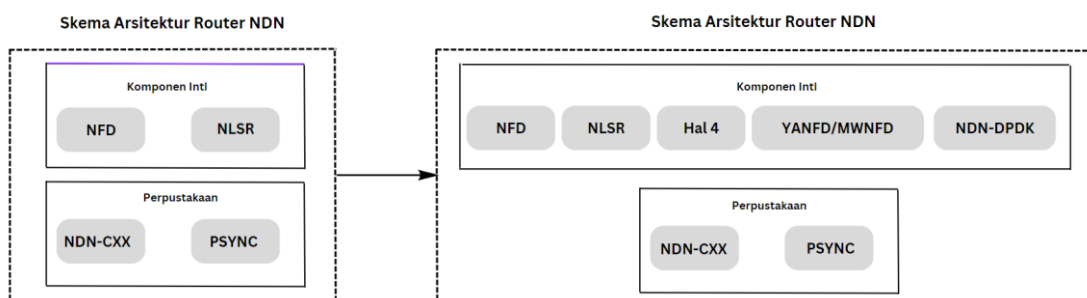 Skema Arsitektur Router NDN
Komponen Inti
NFD
NLSR
Perpustakaan
NDN-CXX
PSYNC
Skema Arsitektur Router NDN
Komponen Inti
NFD
NLSR
Hal 4
YANFD/MWNFD
NDN-DPDK
Perpustakaan
NDN-CXX
PSYNC